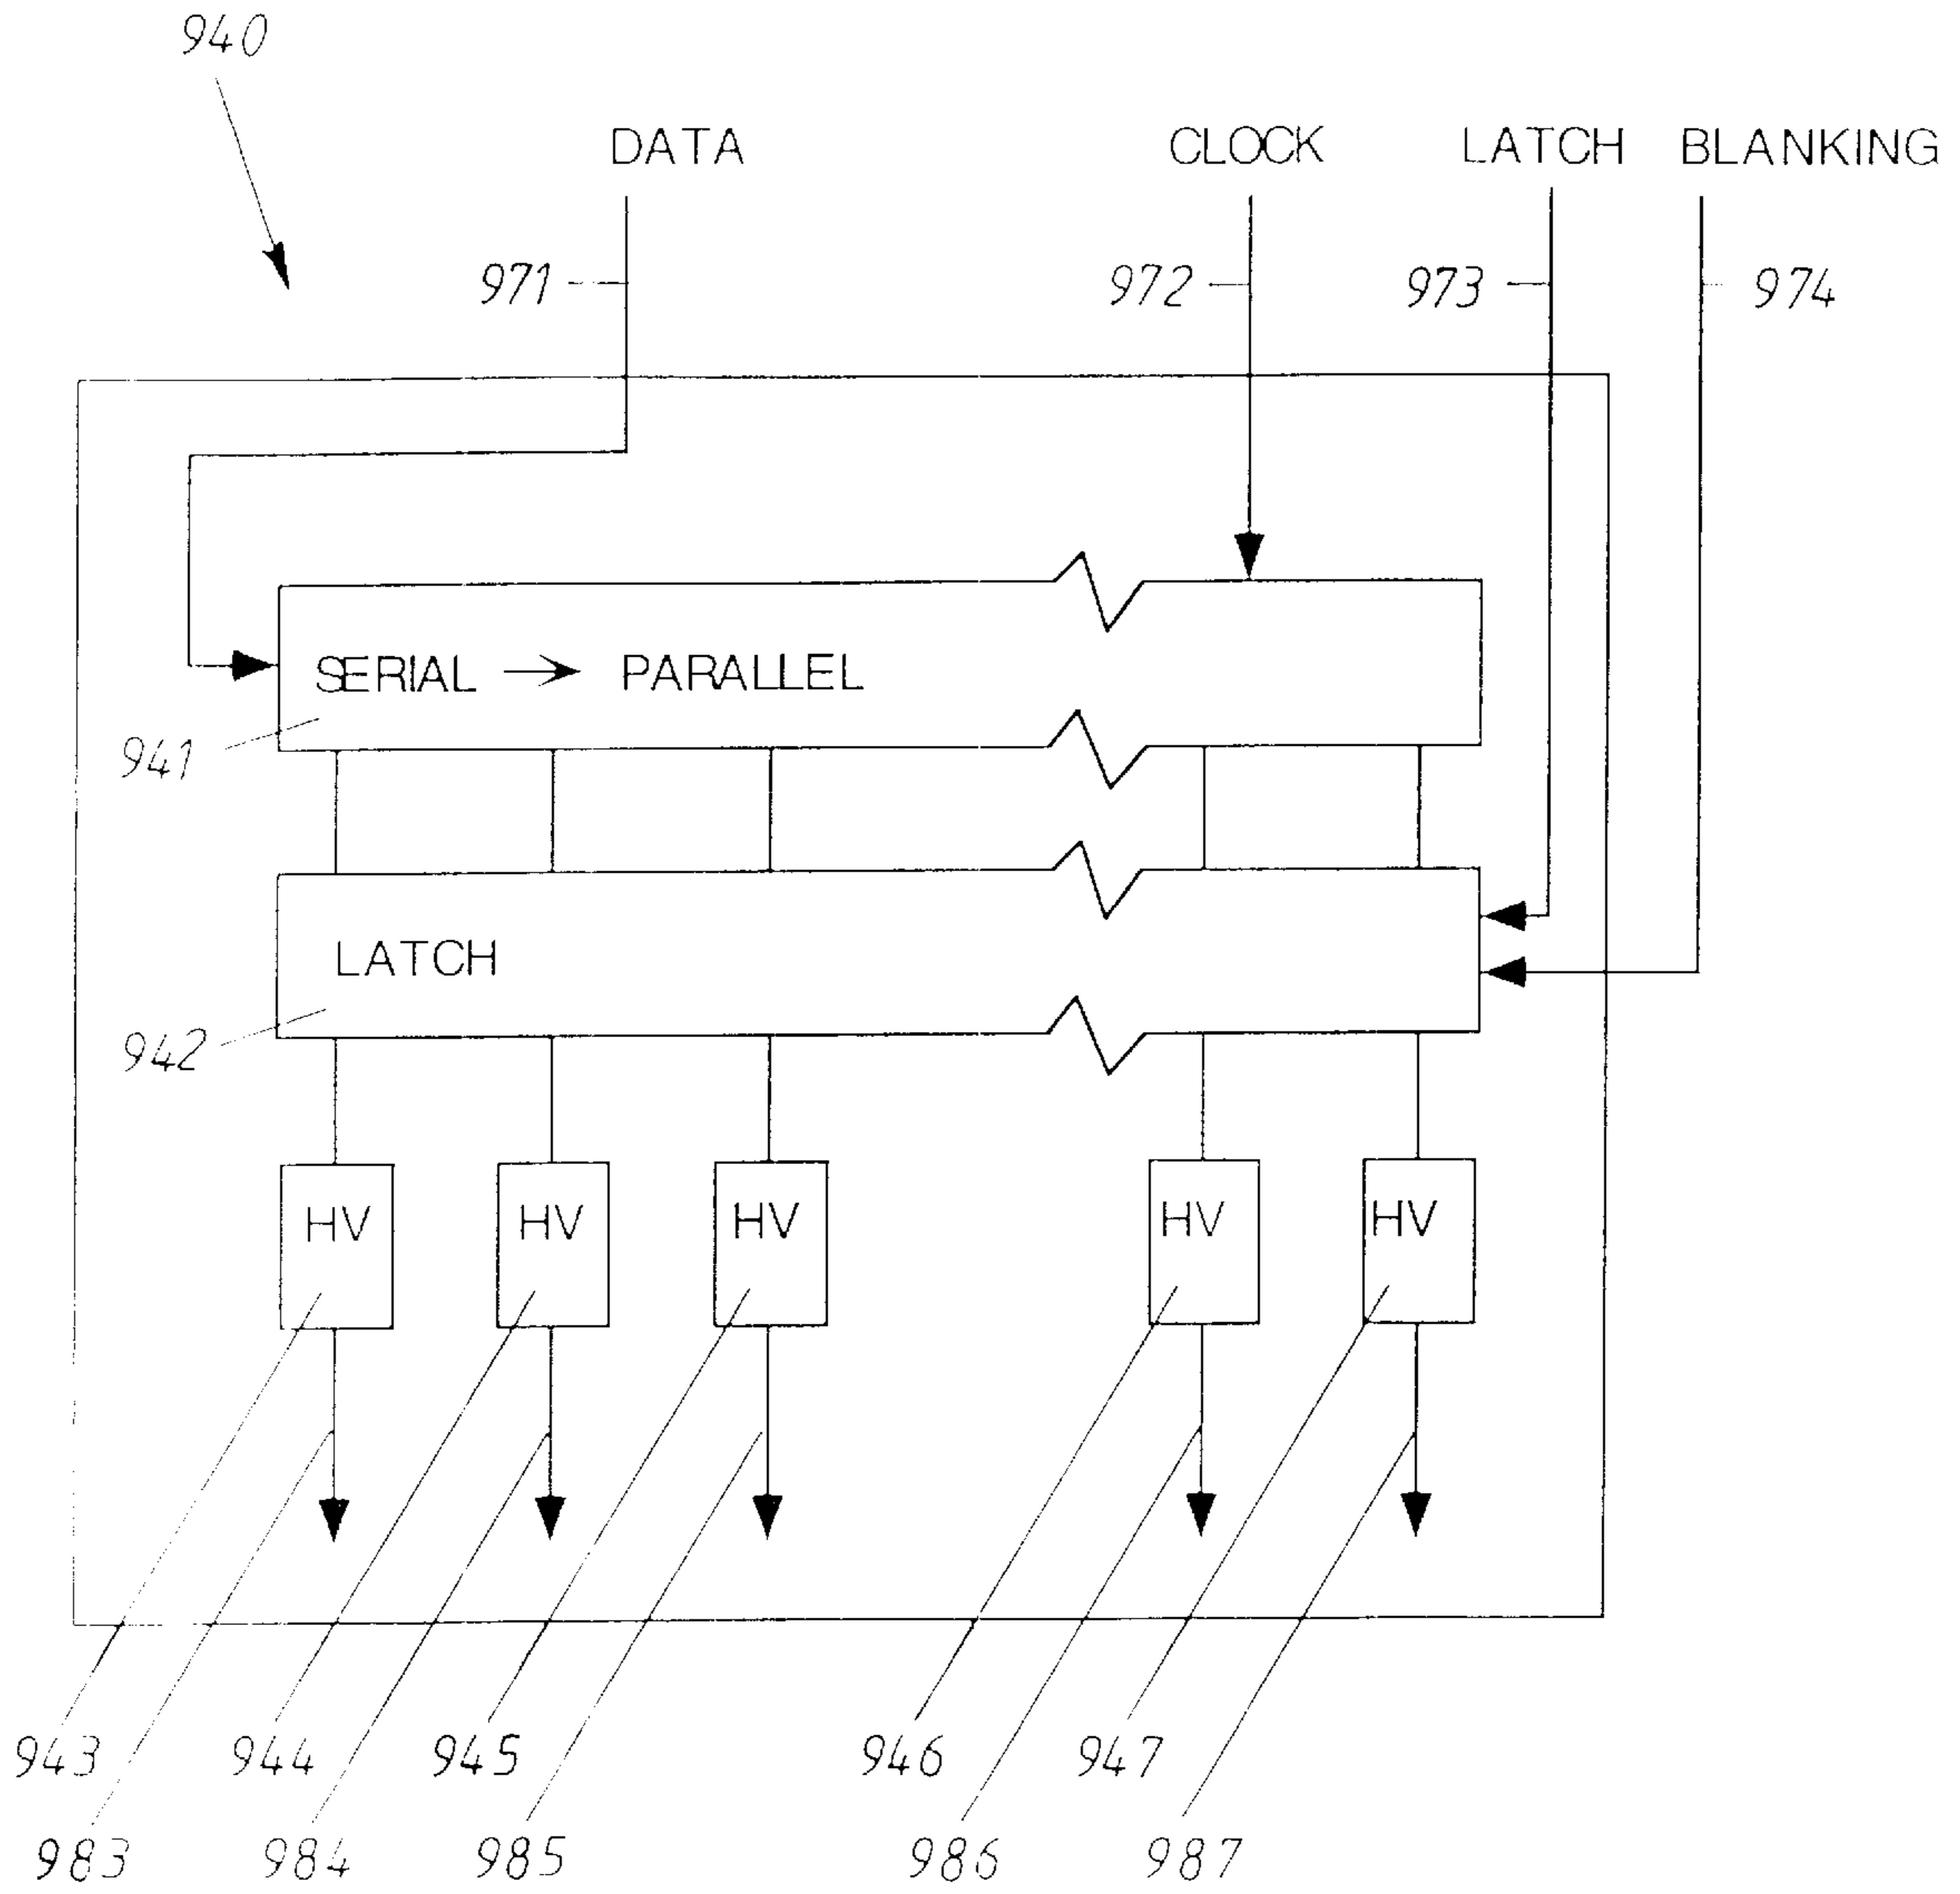 940
DATA CLOCK LATCH BLANKING
971 972 973 974
SERIAL → PARALLEL
941
LATCH
942
HV HV HV HV HV
943 944 945 946 947
983 984 985 986 987